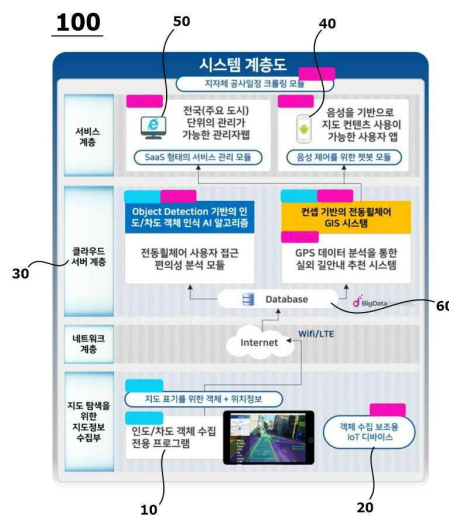 100
50
40
시스템 계층도
지자체 공사일정 크롤링 모듈
서비스
계층
전국(주요 도시)
단위의 관리가
가능한 관리자웹
SaaS 형태의 서비스 관리 모듈
음성을 기반으로
지도 컨텐츠 사용이
가능한 사용자 앱
음성 제어를 위한 챗봇 모듈
30
클라우드
서버 계층
Object Detection 기반의 인
도/차도 객체 인식 AI 알고리즘
전동휠체어 사용자 접근
편의성 분석 모듈
컨셉 기반의 전동휠체어
GIS 시스템
GPS 데이터 분석을 통한
실외 길안내 추천 시스템
Database
BigData
60
네트워크
계층
Internet
Wifi/LTE
지도 탐색을
위한
지도정보
수집부
지도 표기를 위한 객체 + 위치정보
인도/차도 객체 수집
전용 프로그램
객체 수집 보조용
IoT 디바이스
10
20